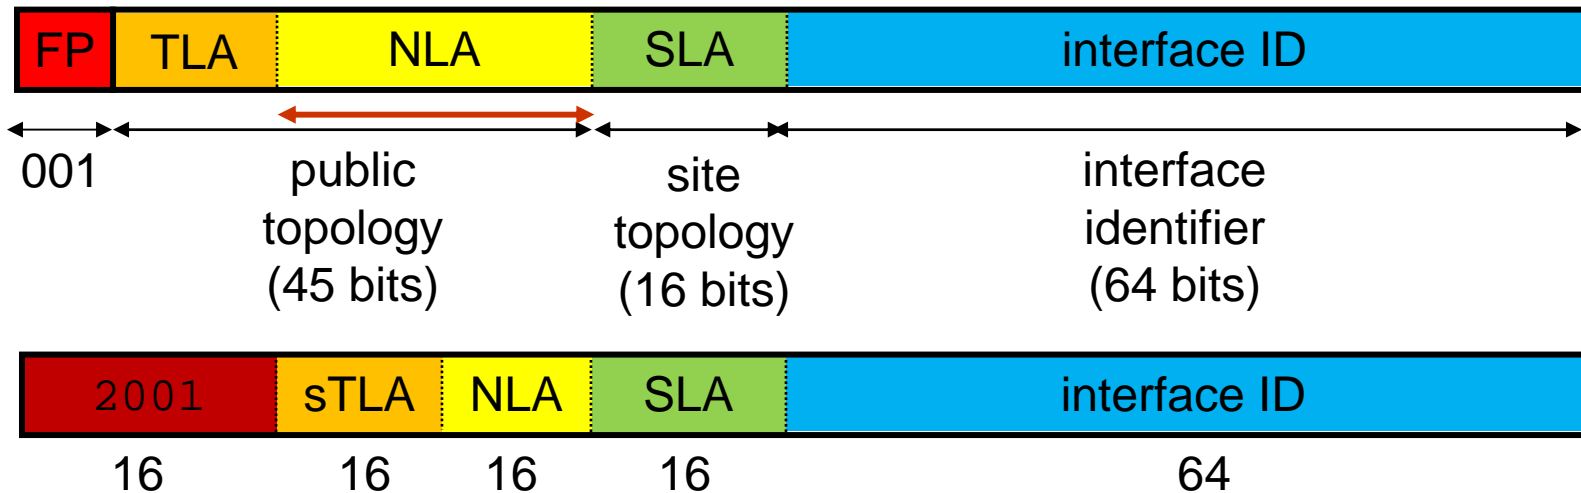 FP TLA NLA SLA interface ID
001 public site interface
topology topology identifier
(45 bits) (16 bits) (64 bits)
2001 sTLA NLA SLA interface ID
16 16 16 16 64